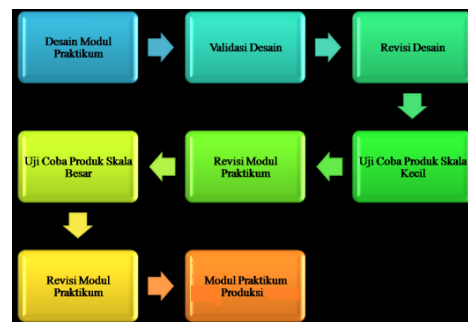 Desain Modul
Praktikum
Validasi Desain
Revisi Desain
Uji Coba Produk Skala
Kecil
Revisi Modul
Praktikum
Uji Coba Produk Skala
Besar
Revisi Modul
Praktikum
Modul Praktikum
Produksi